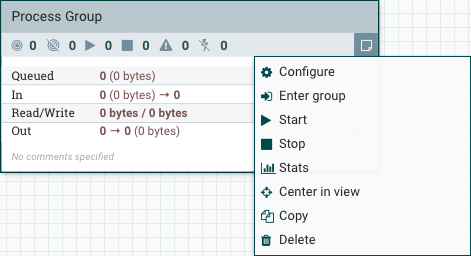 Process Group
0 0 0 0 0 0 0
Queued 0 (0 bytes)
In 0 (0 bytes) → 0
Read/Write 0 bytes / 0 bytes
Out 0 → 0 (0 bytes)
No comments specified
Configure
Enter group
Start
Stop
Stats
Center in view
Copy
Delete